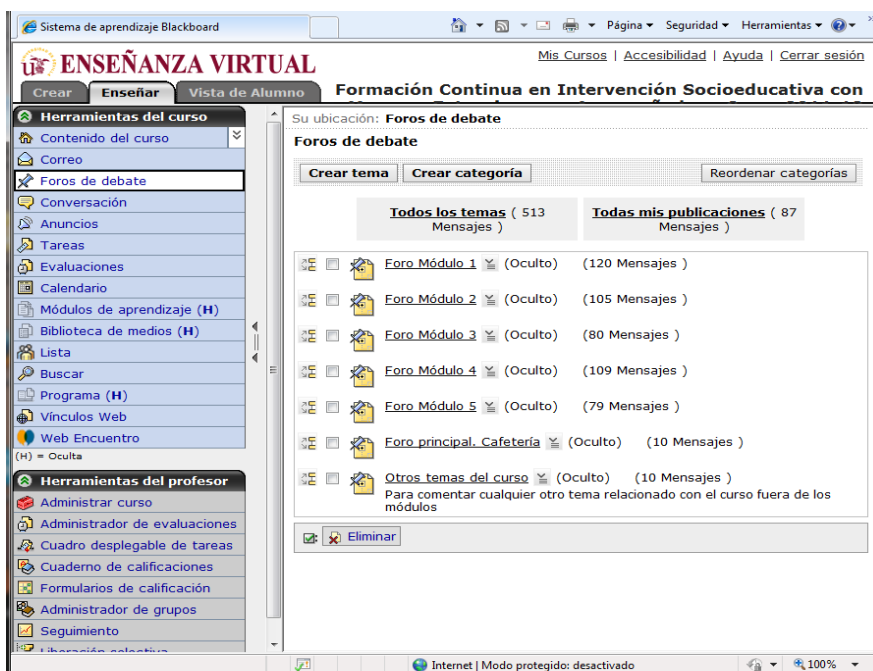 Sistema de aprendizaje Blackboard
Página Seguridad Herramientas
ENSEÑANZA VIRTUAL
Mis Cursos | Accesibilidad | Ayuda | Cerrar sesión
Crear Enseñar Vista de Alumno
Formación Continua en Intervención Socioeducativa con
Herramientas del curso
Contenido del curso
Correo
Foros de debate
Conversación
Anuncios
Tareas
Evaluaciones
Calendario
Módulos de aprendizaje (H)
Biblioteca de medios (H)
Lista
Buscar
Programa (H)
Vínculos Web
Web Encuentro
(H) = Oculta
Herramientas del profesor
Administrar curso
Administrador de evaluaciones
Cuadro desplegable de tareas
Cuaderno de calificaciones
Formularios de calificación
Administrador de grupos
Seguimiento
Su ubicación: Foros de debate
Foros de debate
Crear tema Crear categoría Reordenar categorías
Todos los temas ( 513
Mensajes )
Todas mis publicaciones ( 87
Mensajes )
Foro Módulo 1 (Oculto) (120 Mensajes )
Foro Módulo 2 (Oculto) (105 Mensajes )
Foro Módulo 3 (Oculto) (80 Mensajes )
Foro Módulo 4 (Oculto) (109 Mensajes )
Foro Módulo 5 (Oculto) (79 Mensajes )
Foro principal. Cafetería (Oculto) (10 Mensajes )
Otros temas del curso (Oculto) (10 Mensajes )
Para comentar cualquier otro tema relacionado con el curso fuera de los
módulos
Eliminar
Internet | Modo protegido: desactivado
100%